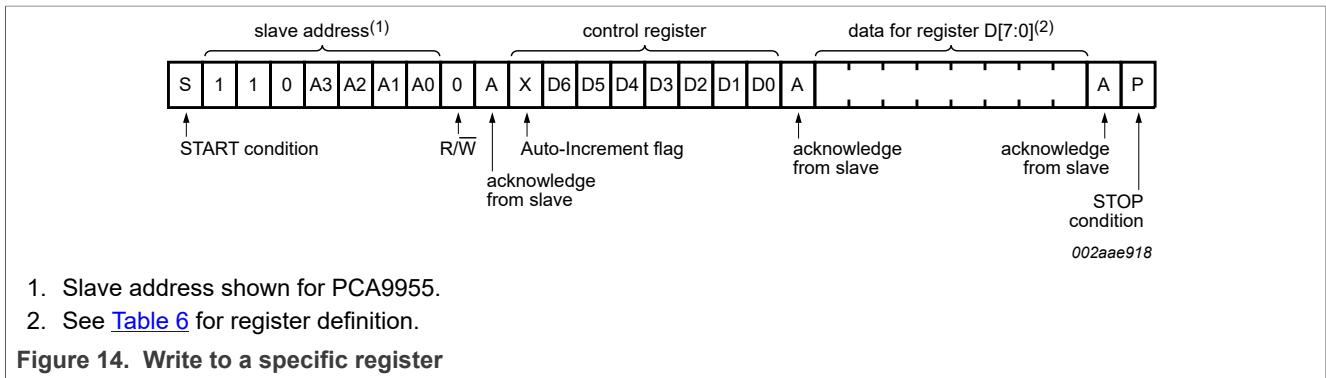 slave address(1) control register data for register D[7:0](2)
S 1 1 0 A3 A2 A1 A0 0 A X D6 D5 D4 D3 D2 D1 D0 A A P
START condition R/W̅ Auto-Increment flag acknowledge from slave acknowledge from slave
acknowledge from slave
STOP condition
002aae918
1. Slave address shown for PCA9955.
2. See Table 6 for register definition.
Figure 14. Write to a specific register